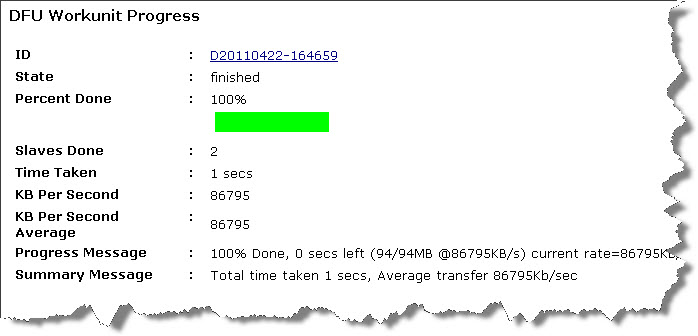 DFU Workunit Progress
ID : D20110422-164659
State : finished
Percent Done : 100%
Slaves Done : 2
Time Taken : 1 secs
KB Per Second : 86795
KB Per Second
Average : 86795
Progress Message : 100% Done, 0 secs left (94/94MB @86795KB/s) current rate=86795KB,
Summary Message : Total time taken 1 secs, Average transfer 86795Kb/sec